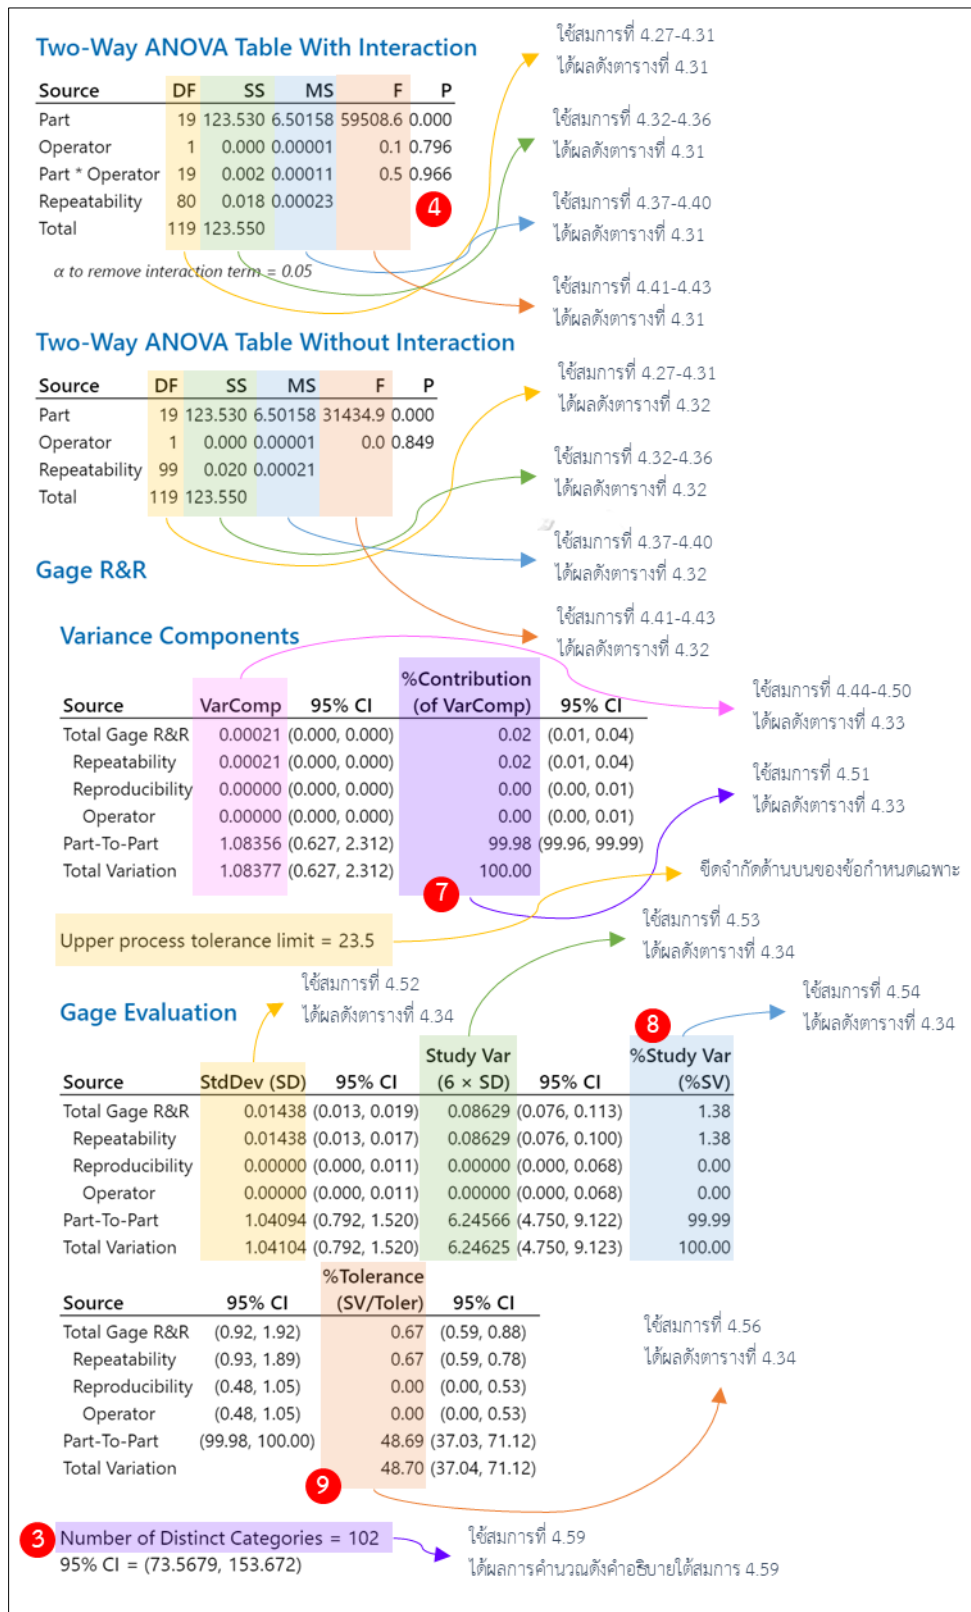 Two-Way ANOVA Table With Interaction
Source DF SS MS F P
Part 19 123.530 6.50158 59508.6 0.000
Operator 1 0.000 0.00001 0.1 0.796
Part * Operator 19 0.002 0.00011 0.5 0.966
Repeatability 80 0.018 0.00023
Total 119 123.550
4
α to remove interaction term = 0.05
ใช้สมการที่ 4.27-4.31
ได้ผลดังตารางที่ 4.31
ใช้สมการที่ 4.32-4.36
ได้ผลดังตารางที่ 4.31
ใช้สมการที่ 4.37-4.40
ได้ผลดังตารางที่ 4.31
ใช้สมการที่ 4.41-4.43
ได้ผลดังตารางที่ 4.31
Two-Way ANOVA Table Without Interaction
Source DF SS MS F P
Part 19 123.530 6.50158 31434.9 0.000
Operator 1 0.000 0.00001 0.0 0.849
Repeatability 99 0.020 0.00021
Total 119 123.550
ใช้สมการที่ 4.27-4.31
ได้ผลดังตารางที่ 4.32
ใช้สมการที่ 4.32-4.36
ได้ผลดังตารางที่ 4.32
ใช้สมการที่ 4.37-4.40
ได้ผลดังตารางที่ 4.32
ใช้สมการที่ 4.41-4.43
ได้ผลดังตารางที่ 4.32
Gage R&R
Variance Components
%Contribution
Source VarComp 95% CI (of VarComp) 95% CI
Total Gage R&R 0.00021 (0.000, 0.000) 0.02 (0.01, 0.04)
Repeatability 0.00021 (0.000, 0.000) 0.02 (0.01, 0.04)
Reproducibility 0.00000 (0.000, 0.000) 0.00 (0.00, 0.01)
Operator 0.00000 (0.000, 0.000) 0.00 (0.00, 0.01)
Part-To-Part 1.08356 (0.627, 2.312) 99.98 (99.96, 99.99)
Total Variation 1.08377 (0.627, 2.312) 100.00
7
ใช้สมการที่ 4.44-4.50
ได้ผลดังตารางที่ 4.33
ใช้สมการที่ 4.51
ได้ผลดังตารางที่ 4.33
ขีดจำกัดด้านบนของข้อกำหนดเฉพาะ
Upper process tolerance limit = 23.5
ใช้สมการที่ 4.53
ได้ผลดังตารางที่ 4.34
ใช้สมการที่ 4.52
ได้ผลดังตารางที่ 4.34
ใช้สมการที่ 4.54
ได้ผลดังตารางที่ 4.34
Gage Evaluation
8
Study Var %Study Var
Source StdDev (SD) 95% CI (6 × SD) 95% CI (%SV)
Total Gage R&R 0.01438 (0.013, 0.019) 0.08629 (0.076, 0.113) 1.38
Repeatability 0.01438 (0.013, 0.017) 0.08629 (0.076, 0.100) 1.38
Reproducibility 0.00000 (0.000, 0.011) 0.00000 (0.000, 0.068) 0.00
Operator 0.00000 (0.000, 0.011) 0.00000 (0.000, 0.068) 0.00
Part-To-Part 1.04094 (0.792, 1.520) 6.24566 (4.750, 9.122) 99.99
Total Variation 1.04104 (0.792, 1.520) 6.24625 (4.750, 9.123) 100.00
%Tolerance
Source 95% CI (SV/Toler) 95% CI
Total Gage R&R (0.92, 1.92) 0.67 (0.59, 0.88)
Repeatability (0.93, 1.89) 0.67 (0.59, 0.78)
Reproducibility (0.48, 1.05) 0.00 (0.00, 0.53)
Operator (0.48, 1.05) 0.00 (0.00, 0.53)
Part-To-Part (99.98, 100.00) 48.69 (37.03, 71.12)
Total Variation 48.70 (37.04, 71.12)
9
ใช้สมการที่ 4.56
ได้ผลดังตารางที่ 4.34
3 Number of Distinct Categories = 102
95% CI = (73.5679, 153.672)
ใช้สมการที่ 4.59
ได้ผลการคำนวณดังคำอธิบายใต้สมการ 4.59